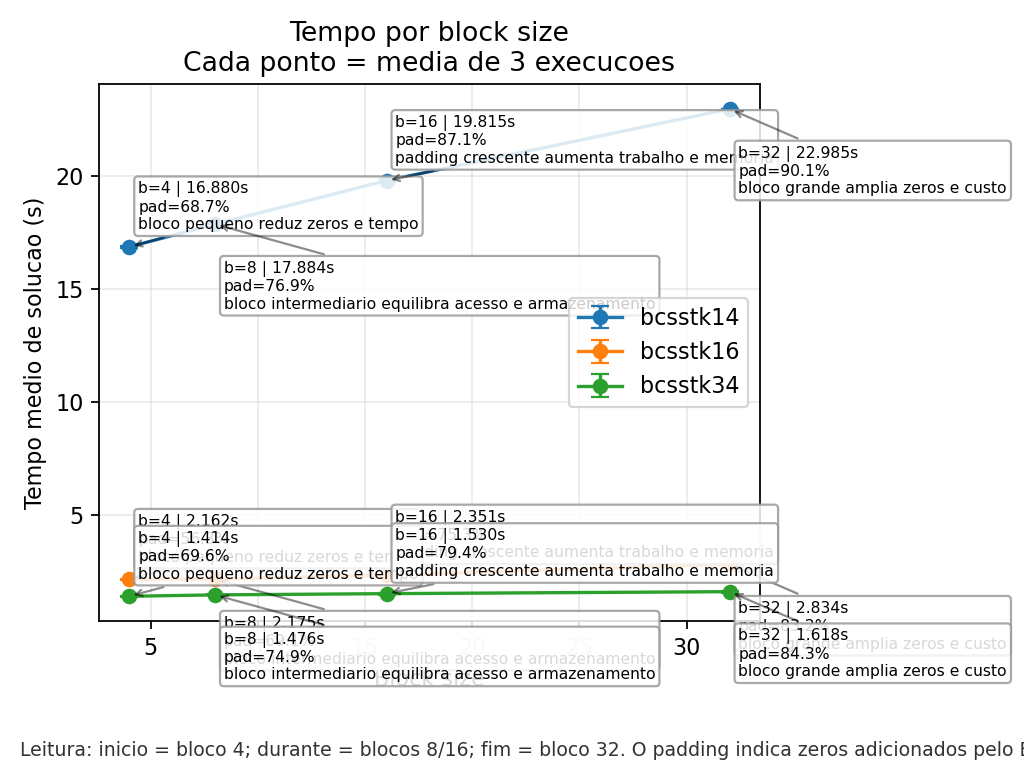 Tempo por block size
Cada ponto = media de 3 execucoes
Tempo medio de solucao (s)
20
15
10
5
b=16 | 19.815s
pad=87.1%
padding crescente aumenta trabalho e memoria
b=32 | 22.985s
pad=90.1%
bloco grande amplia zeros e custo
b=4 | 16.880s
pad=68.7%
bloco pequeno reduz zeros e tempo
b=8 | 17.884s
pad=76.9%
bloco intermediario equilibra acesso e armazenamento
bcsstk14
bcsstk16
bcsstk34
b=4 | 2.162s
b=4 | 1.414s
pad=69.6%
bloco pequeno reduz zeros e tempo
b=16 | 2.351s
b=16 | 1.530s
pad=79.4%
padding crescente aumenta trabalho e memoria
b=32 | 2.834s
b=32 | 1.618s
pad=84.3%
bloco grande amplia zeros e custo
b=8 | 2.175s
b=8 | 1.476s
pad=74.9%
bloco intermediario equilibra acesso e armazenamento
5
15
20
25
30
block size
Leitura: inicio = bloco 4; durante = blocos 8/16; fim = bloco 32. O padding indica zeros adicionados pelo